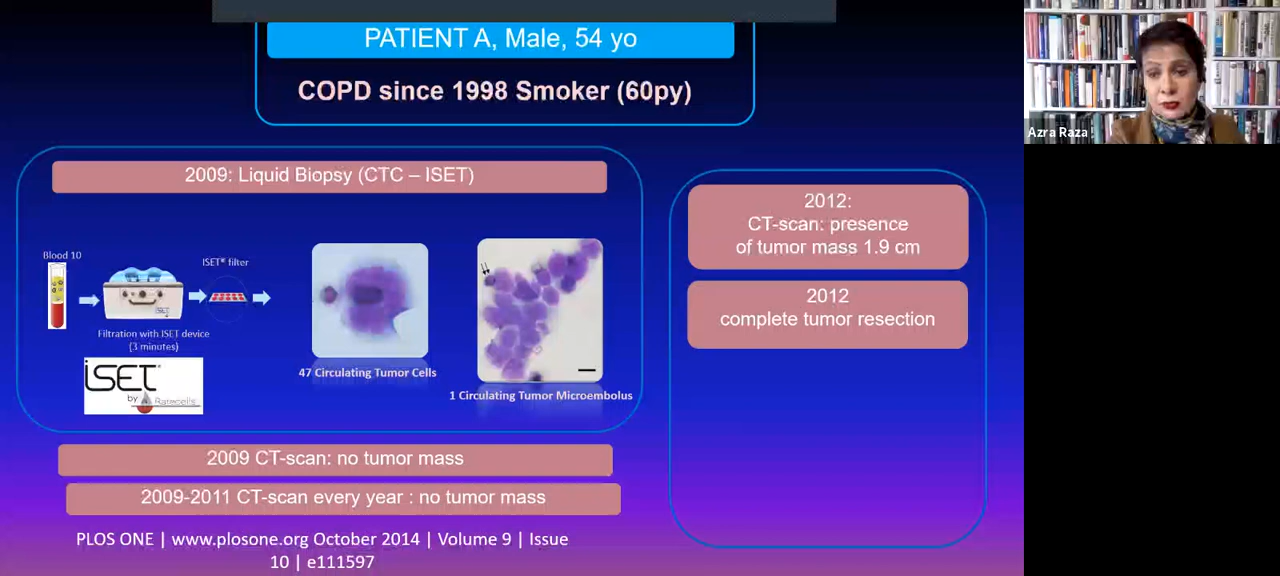 PATIENT A, Male, 54 yo
COPD since 1998 Smoker (60py)
Azra Raza
2009: Liquid Biopsy (CTC – ISET)
2012:
CT-scan: presence
of tumor mass 1.9 cm
Blood 10
ISET® filter
Filtration with ISET device
(3 minutes)
2012
complete tumor resection
iSET®
by Rarecells®
47 Circulating Tumor Cells
1 Circulating Tumor Microembolus
2009 CT-scan: no tumor mass
2009-2011 CT-scan every year : no tumor mass
PLOS ONE | www.plosone.org October 2014 | Volume 9 | Issue
10 | e111597